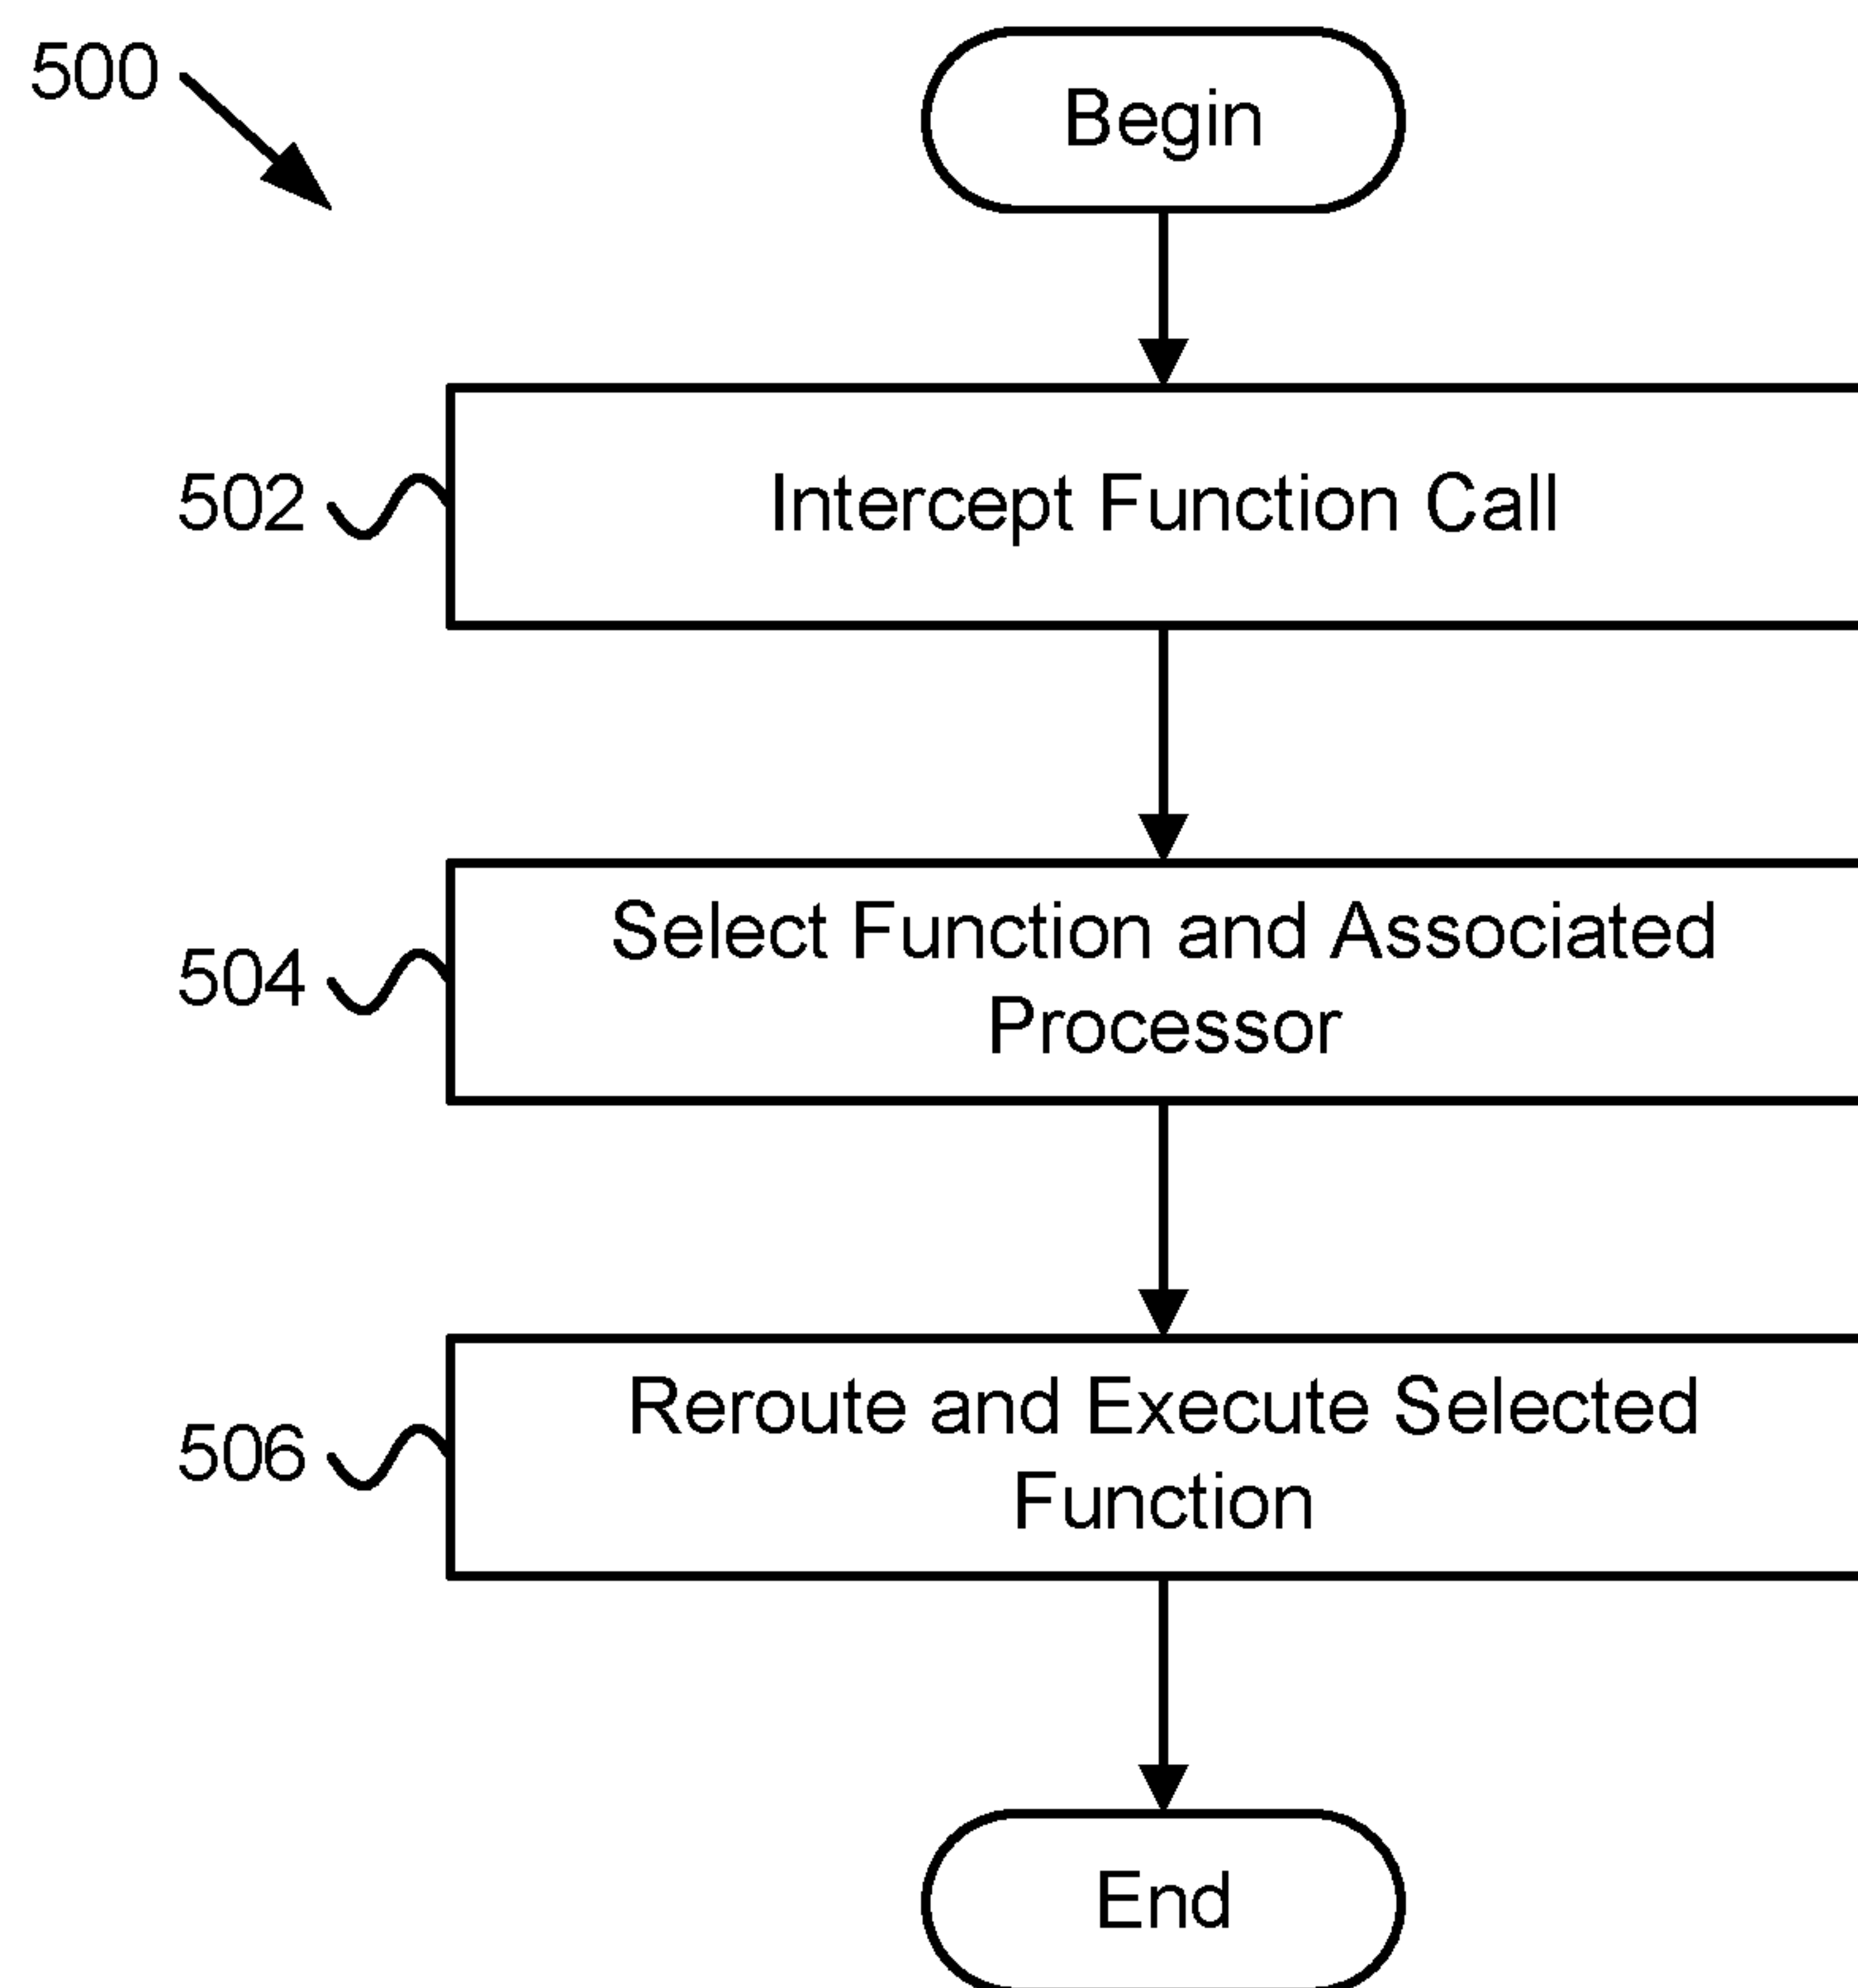 500
Begin
502
Intercept Function Call
504
Select Function and Associated
Processor
506
Reroute and Execute Selected
Function
End